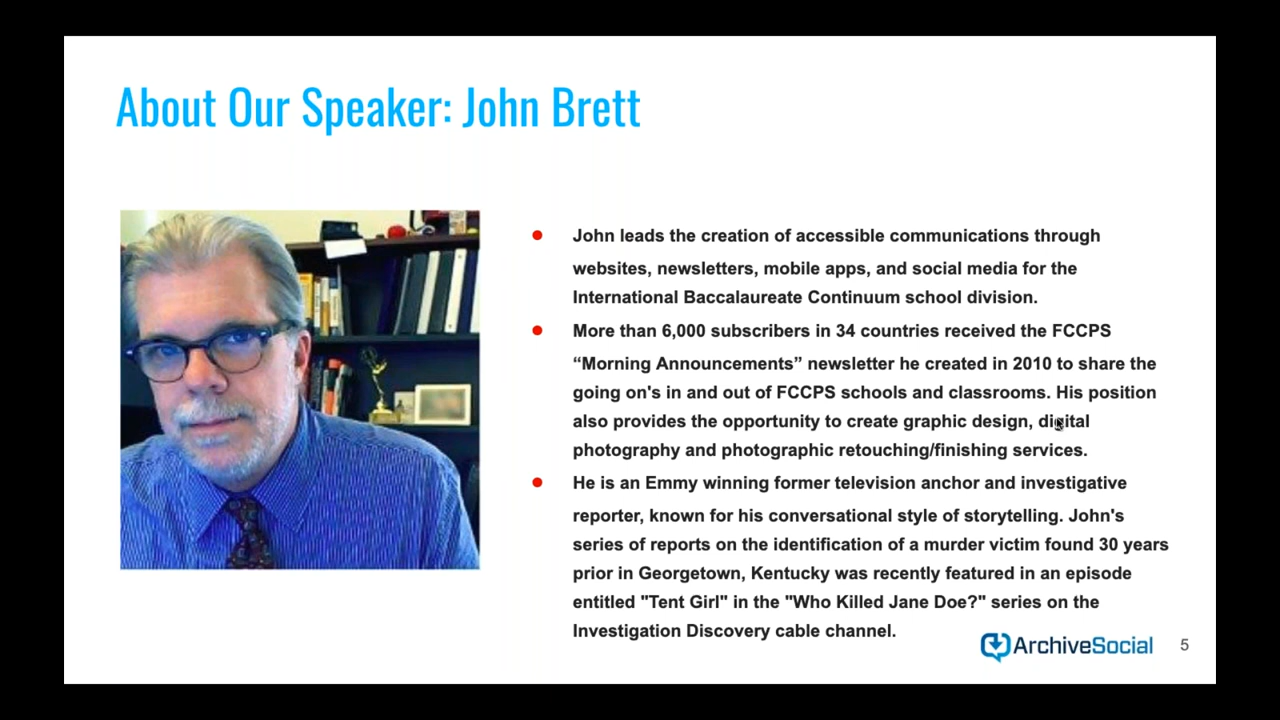 About Our Speaker: John Brett
John leads the creation of accessible communications through
websites, newsletters, mobile apps, and social media for the
International Baccalaureate Continuum school division.
More than 6,000 subscribers in 34 countries received the FCCPS
“Morning Announcements” newsletter he created in 2010 to share the
going on's in and out of FCCPS schools and classrooms. His position
also provides the opportunity to create graphic design, digital
photography and photographic retouching/finishing services.
He is an Emmy winning former television anchor and investigative
reporter, known for his conversational style of storytelling. John's
series of reports on the identification of a murder victim found 30 years
prior in Georgetown, Kentucky was recently featured in an episode
entitled "Tent Girl" in the "Who Killed Jane Doe?" series on the
Investigation Discovery cable channel.
ArchiveSocial
5